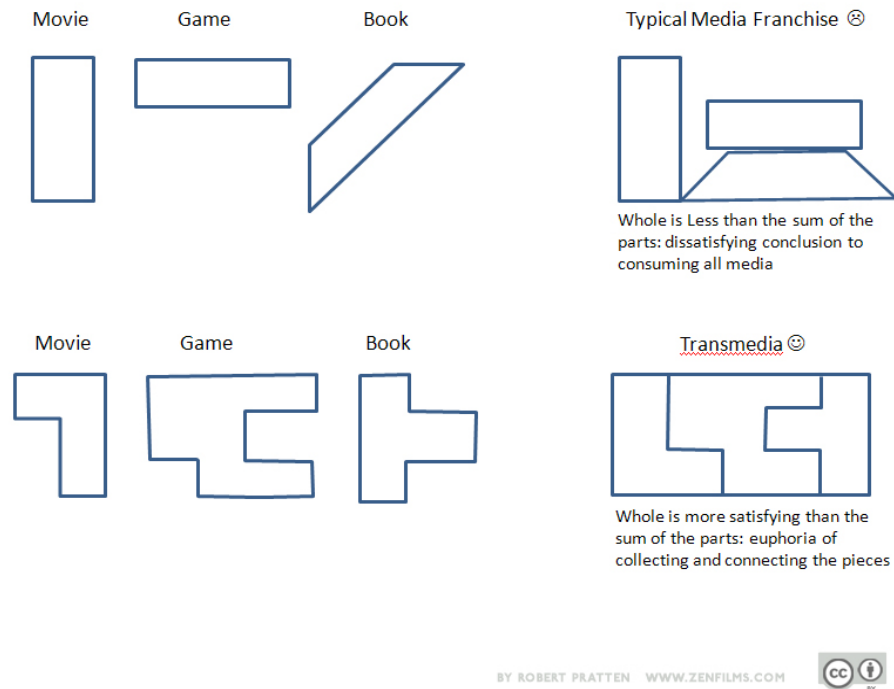 Movie
Game
Book
Typical Media Franchise ☹
Whole is Less than the sum of the
parts: dissatisfying conclusion to
consuming all media
Movie
Game
Book
Transmedia ☺
Whole is more satisfying than the
sum of the parts: euphoria of
collecting and connecting the pieces
BY ROBERT PRATTEN WWW.ZENFILMS.COM
cc
BY